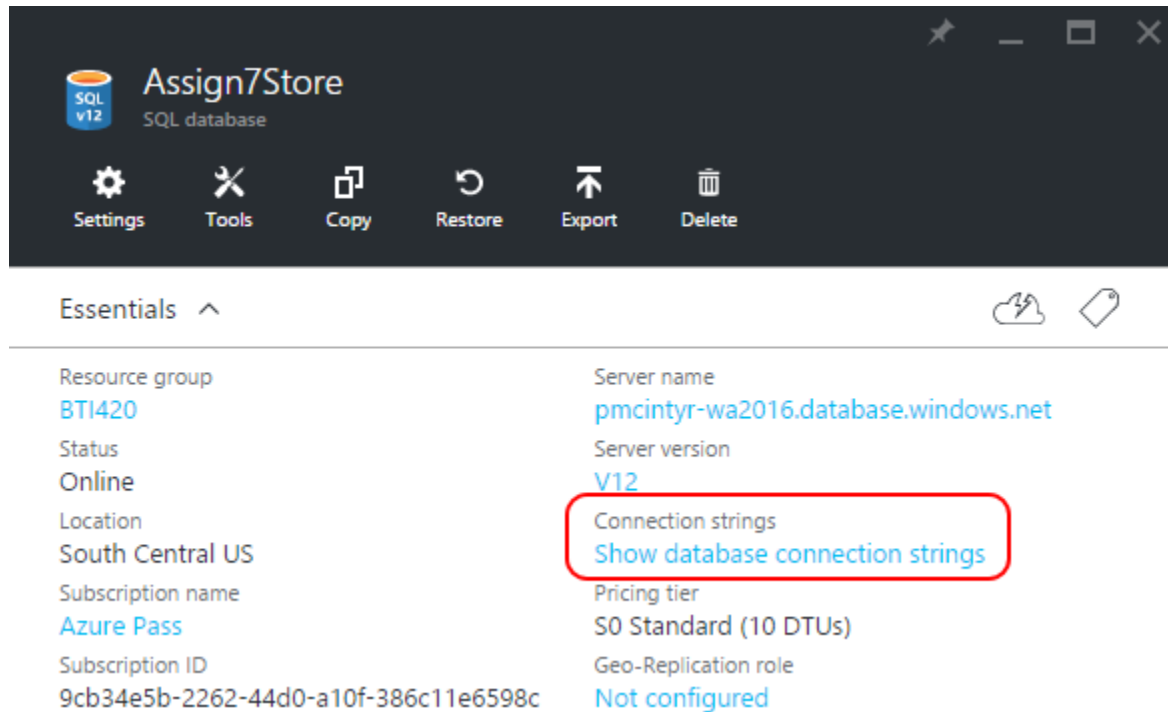 SQL
v12
Assign7Store
SQL database
Settings
Tools
Copy
Restore
Export
Delete
Essentials
Resource group
BTI420
Status
Online
Location
South Central US
Subscription name
Azure Pass
Subscription ID
9cb34e5b-2262-44d0-a10f-386c11e6598c
Server name
pmcintyr-wa2016.database.windows.net
Server version
V12
Connection strings
Show database connection strings
Pricing tier
S0 Standard (10 DTUs)
Geo-Replication role
Not configured